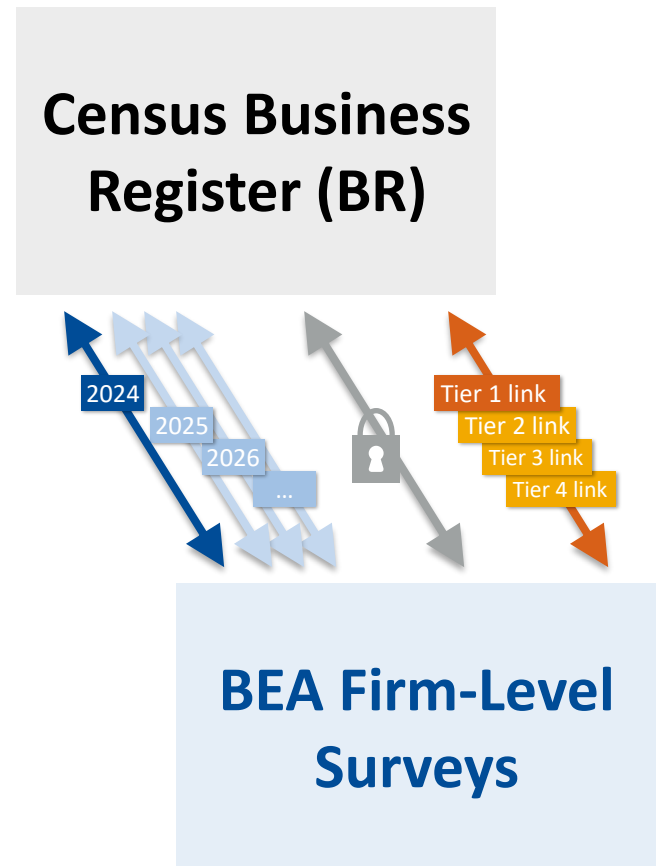 Census Business
Register (BR)
2024
2025
2026
...
Tier 1 link
Tier 2 link
Tier 3 link
Tier 4 link
BEA Firm-Level
Surveys